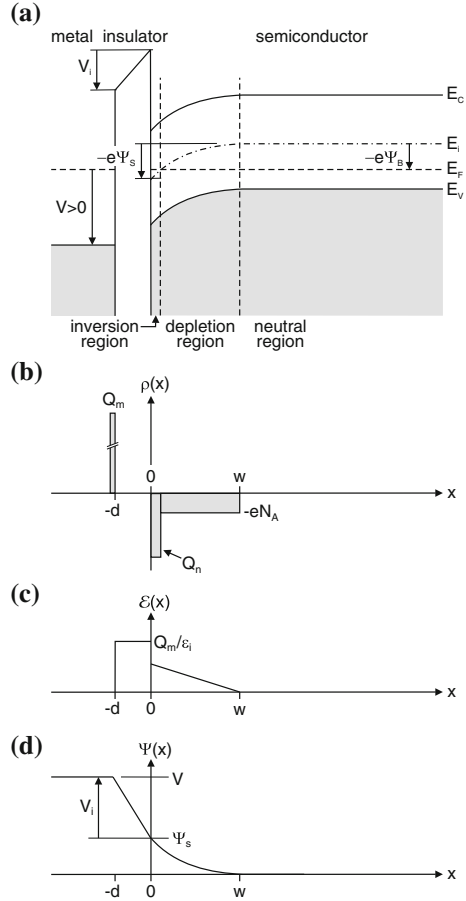 (a)
metal insulator semiconductor
V_i
E_C
E_i
−eΨ_S
−eΨ_B
E_F
E_V
V>0
inversion region
depletion region
neutral region
(b)
Q_m
ρ(x)
0
w
x
-d
-eN_A
Q_n
(c)
ℰ(x)
Q_m/ε_i
-d
0
w
x
(d)
Ψ(x)
V
V_i
Ψ_s
-d
0
w
x